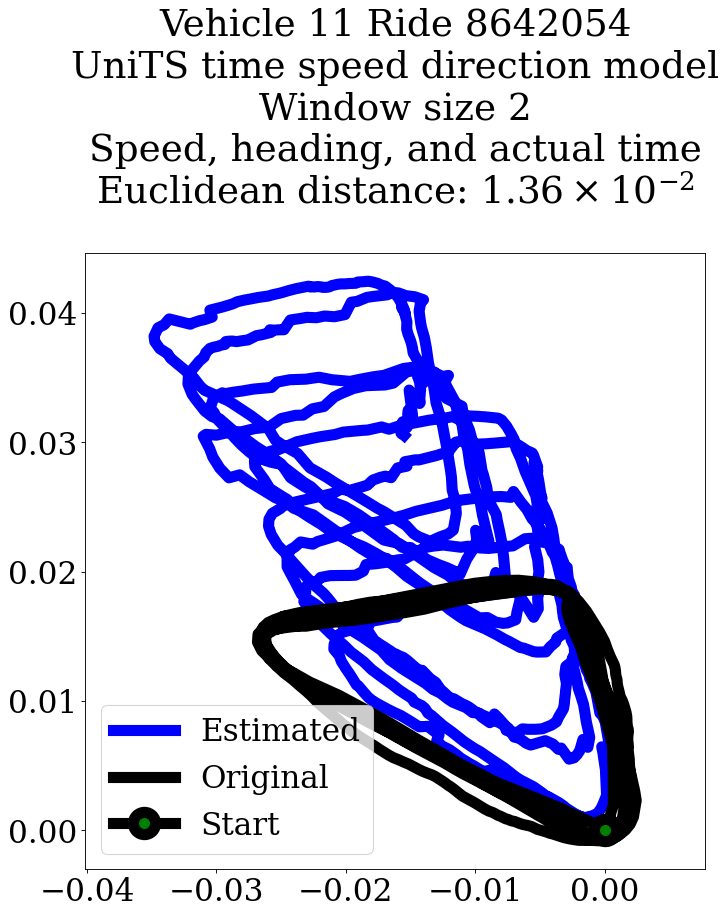 Vehicle 11 Ride 8642054
UniTS time speed direction model
Window size 2
Speed, heading, and actual time
Euclidean distance: 1.36 × 10⁻²
0.04
0.03
0.02
0.01
0.00
Estimated
Original
Start
−0.04 −0.03 −0.02 −0.01 0.00